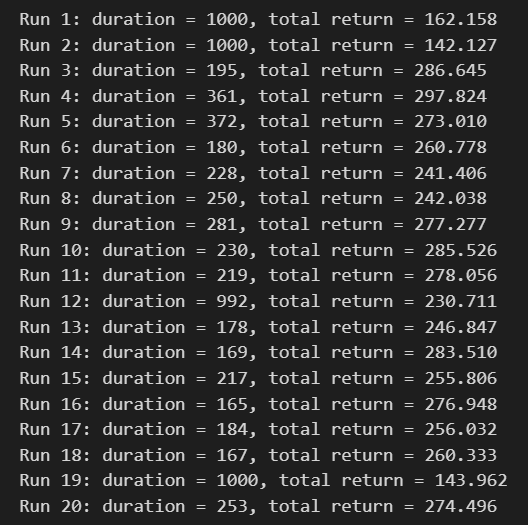 Run 1: duration = 1000, total return = 162.158
Run 2: duration = 1000, total return = 142.127
Run 3: duration = 195, total return = 286.645
Run 4: duration = 361, total return = 297.824
Run 5: duration = 372, total return = 273.010
Run 6: duration = 180, total return = 260.778
Run 7: duration = 228, total return = 241.406
Run 8: duration = 250, total return = 242.038
Run 9: duration = 281, total return = 277.277
Run 10: duration = 230, total return = 285.526
Run 11: duration = 219, total return = 278.056
Run 12: duration = 992, total return = 230.711
Run 13: duration = 178, total return = 246.847
Run 14: duration = 169, total return = 283.510
Run 15: duration = 217, total return = 255.806
Run 16: duration = 165, total return = 276.948
Run 17: duration = 184, total return = 256.032
Run 18: duration = 167, total return = 260.333
Run 19: duration = 1000, total return = 143.962
Run 20: duration = 253, total return = 274.496